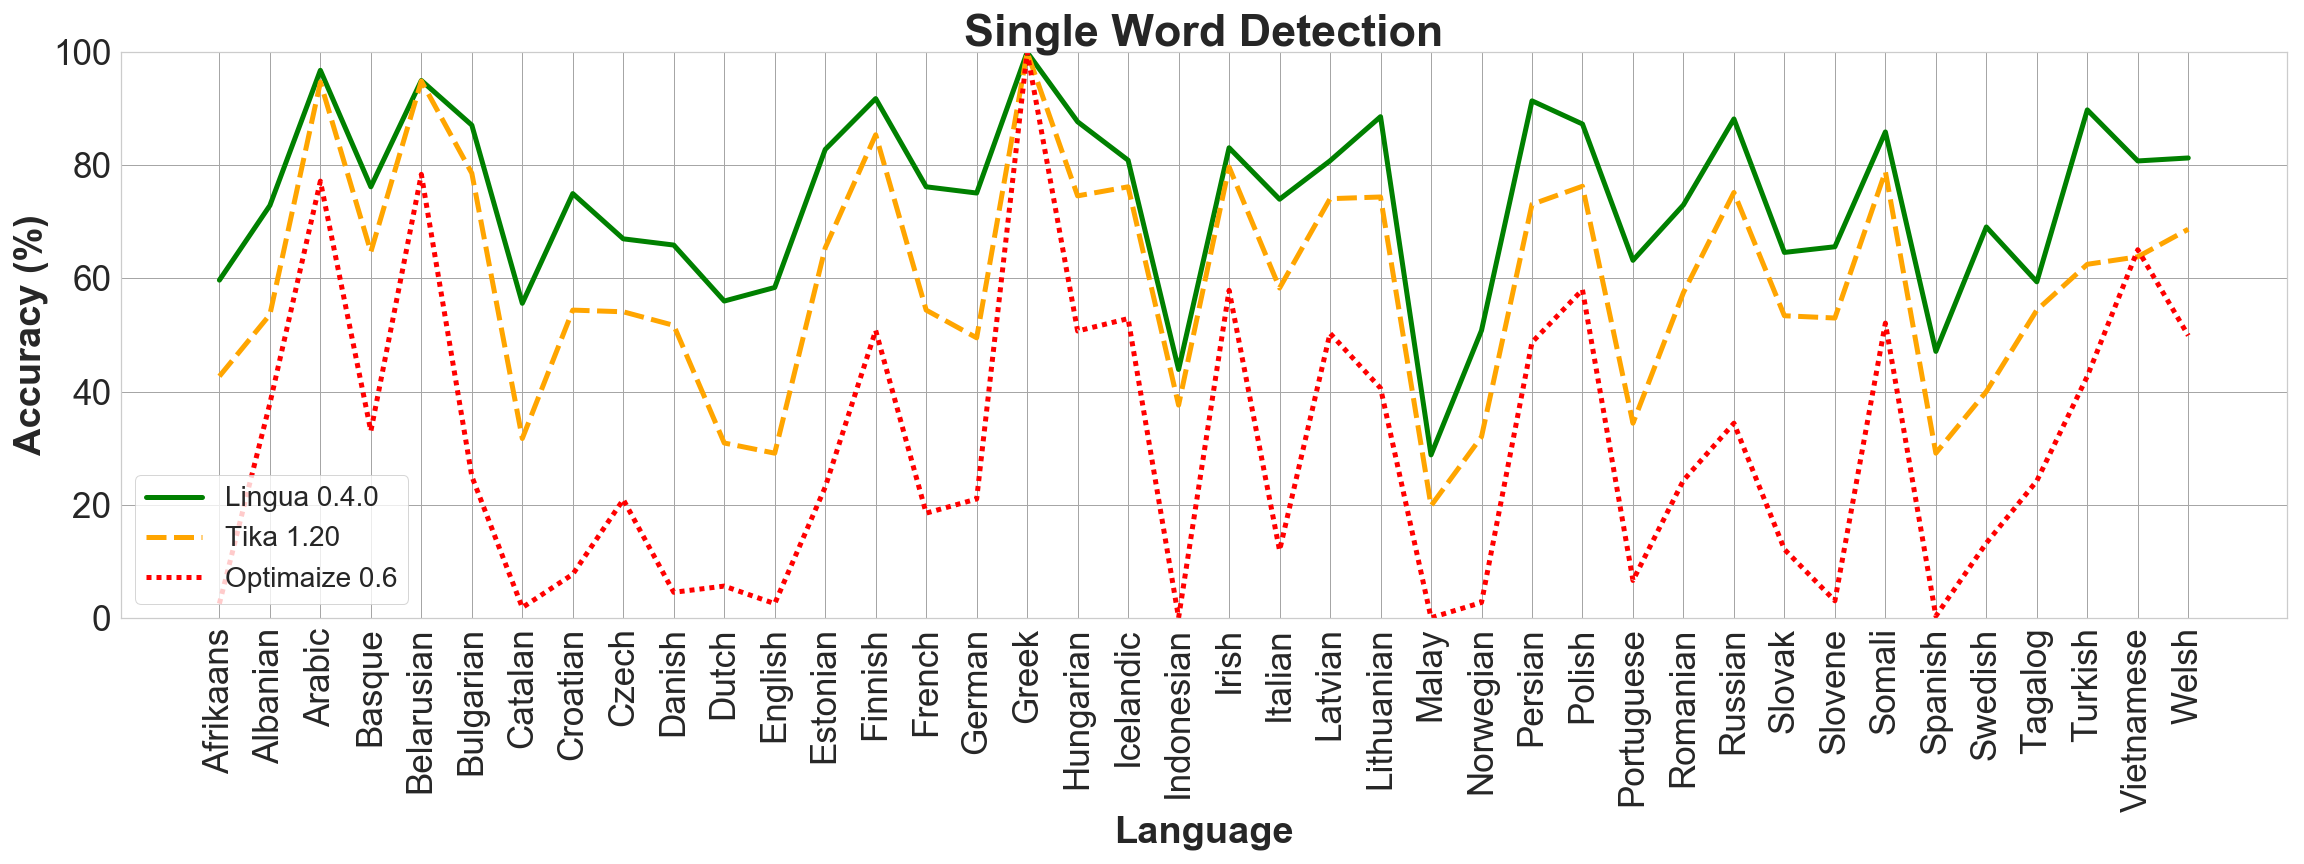 Single Word Detection
Accuracy (%)
100
80
60
40
20
0
Lingua 0.4.0
Tika 1.20
Optimaize 0.6
Afrikaans
Albanian
Arabic
Basque
Belarusian
Bulgarian
Catalan
Croatian
Czech
Danish
Dutch
English
Estonian
Finnish
French
German
Greek
Hungarian
Icelandic
Indonesian
Irish
Italian
Latvian
Lithuanian
Malay
Norwegian
Persian
Polish
Portuguese
Romanian
Russian
Slovak
Slovene
Somali
Spanish
Swedish
Tagalog
Turkish
Vietnamese
Welsh
Language